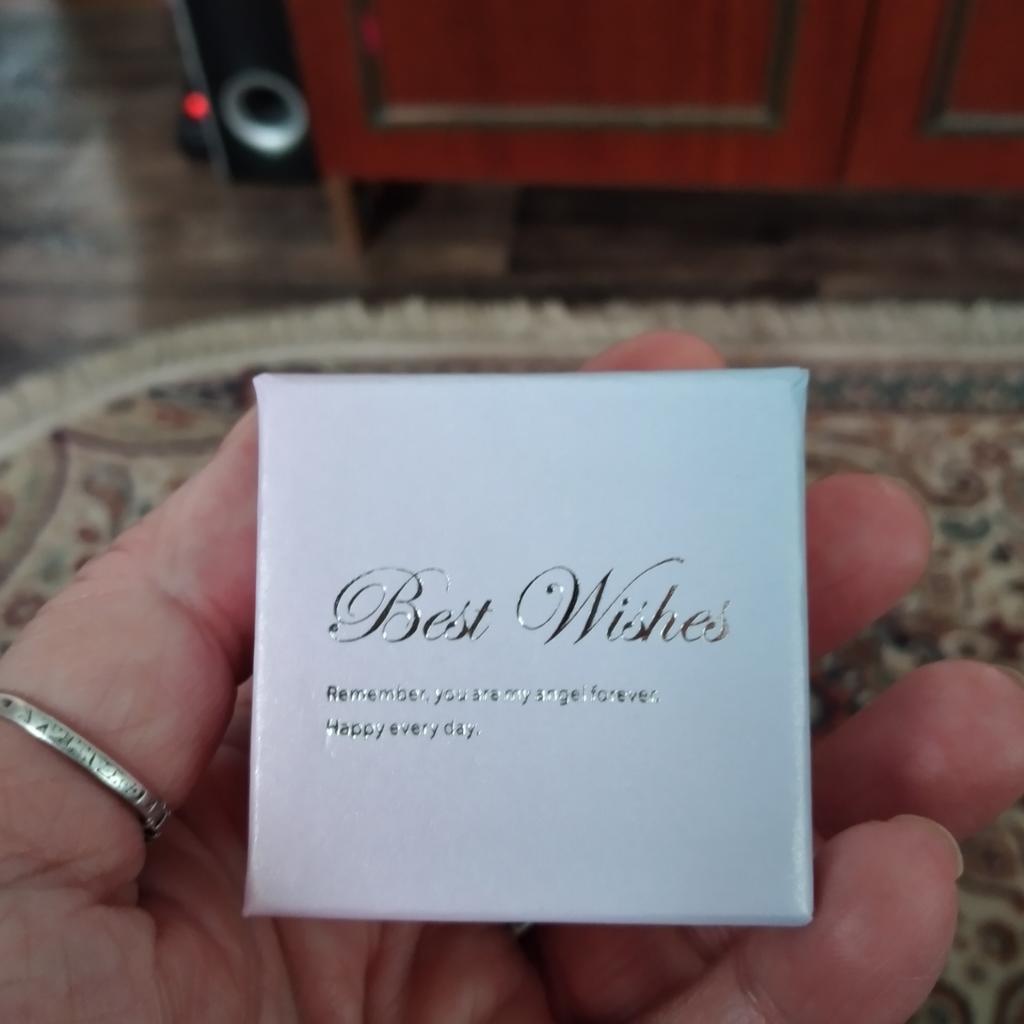 Best Wishes
Remember, you are my angel forever.
Happy every day.